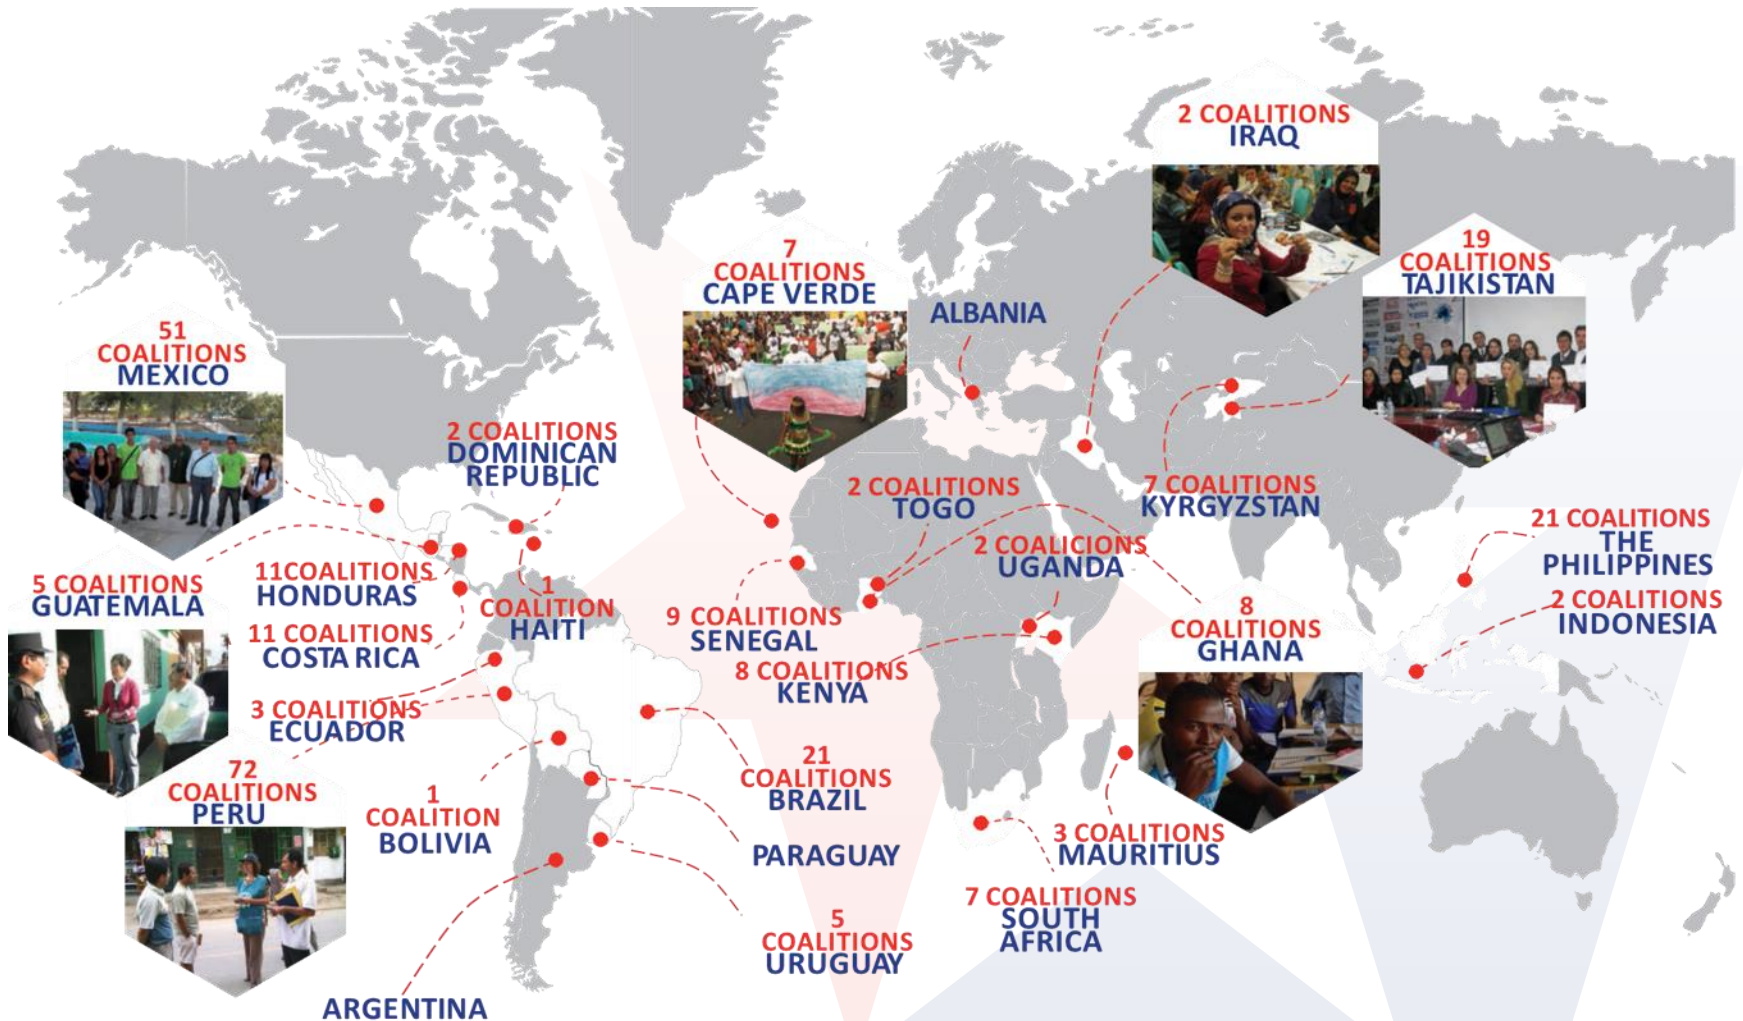 2 COALITIONS
IRAQ
19
COALITIONS
TAJIKISTAN
7
COALITIONS
CAPE VERDE
ALBANIA
51
COALITIONS
MEXICO
2 COALITIONS
DOMINICAN
REPUBLIC
2 COALITIONS
TOGO
7 COALITIONS
KYRGYZSTAN
21 COALITIONS
THE
PHILIPPINES
2 COALICIONS
UGANDA
5 COALITIONS
GUATEMALA
11COALITIONS
HONDURAS
1
COALITION
HAITI
9 COALITIONS
SENEGAL
8
COALITIONS
GHANA
2 COALITIONS
INDONESIA
11 COALITIONS
COSTA RICA
8 COALITIONS
KENYA
3 COALITIONS
ECUADOR
72
COALITIONS
PERU
1
COALITION
BOLIVIA
21
COALITIONS
BRAZIL
PARAGUAY
3 COALITIONS
MAURITIUS
7 COALITIONS
SOUTH
AFRICA
5
COALITIONS
URUGUAY
ARGENTINA